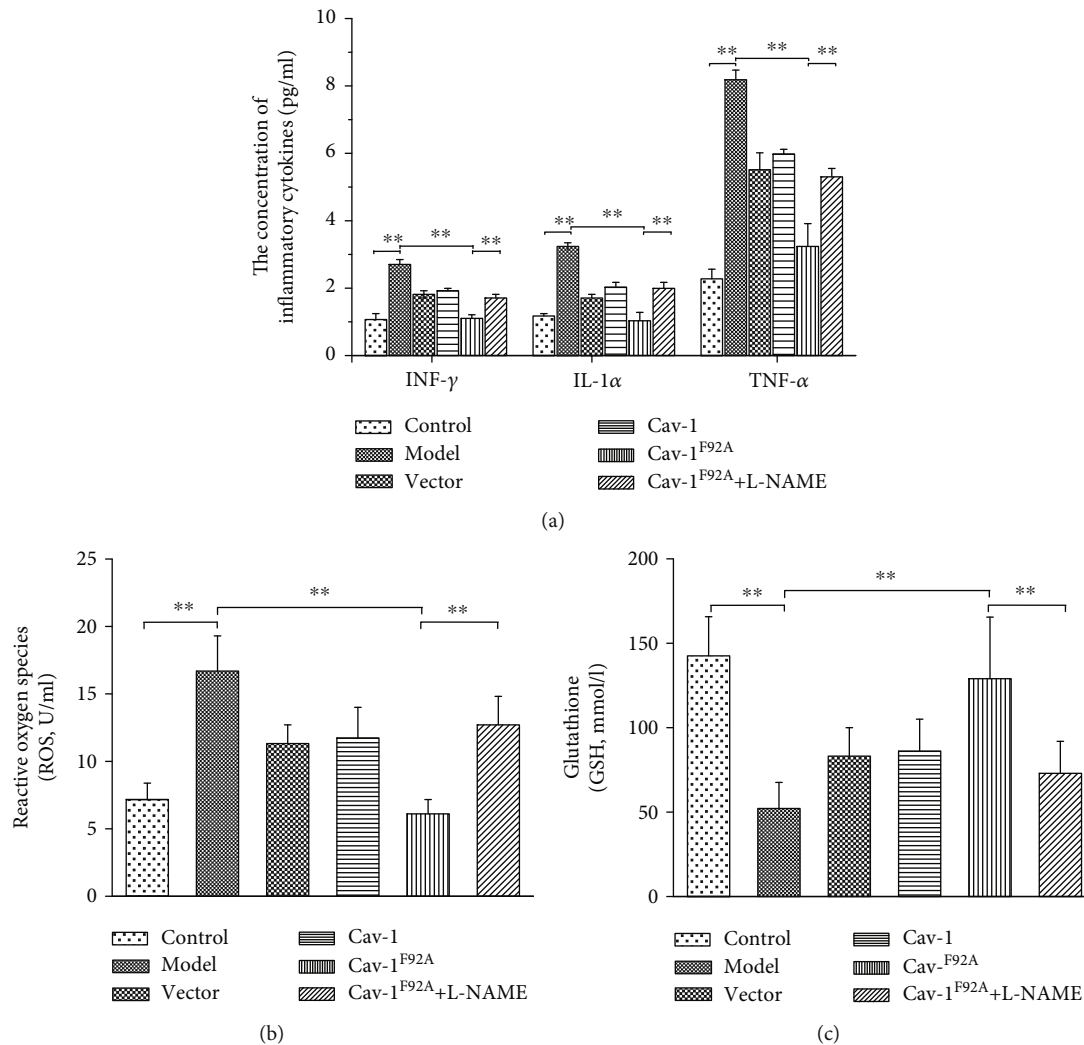 The concentration of
inflammatory cytokines (pg/ml)
10
8
6
4
2
0
** ** **
** ** **
** ** **
INF-γ IL-1α TNF-α
Control Cav-1
Model Cav-1F92A
Vector Cav-1F92A+L-NAME
(a)
Reactive oxygen species
(ROS, U/ml)
25
20
15
10
5
0
** ** **
Control Cav-1
Model Cav-1F92A
Vector Cav-1F92A+L-NAME
(b)
Glutathione
(GSH, mmol/l)
200
150
100
50
0
** ** **
Control Cav-1
Model Cav-F92A
Vector Cav-1F92A+L-NAME
(c)